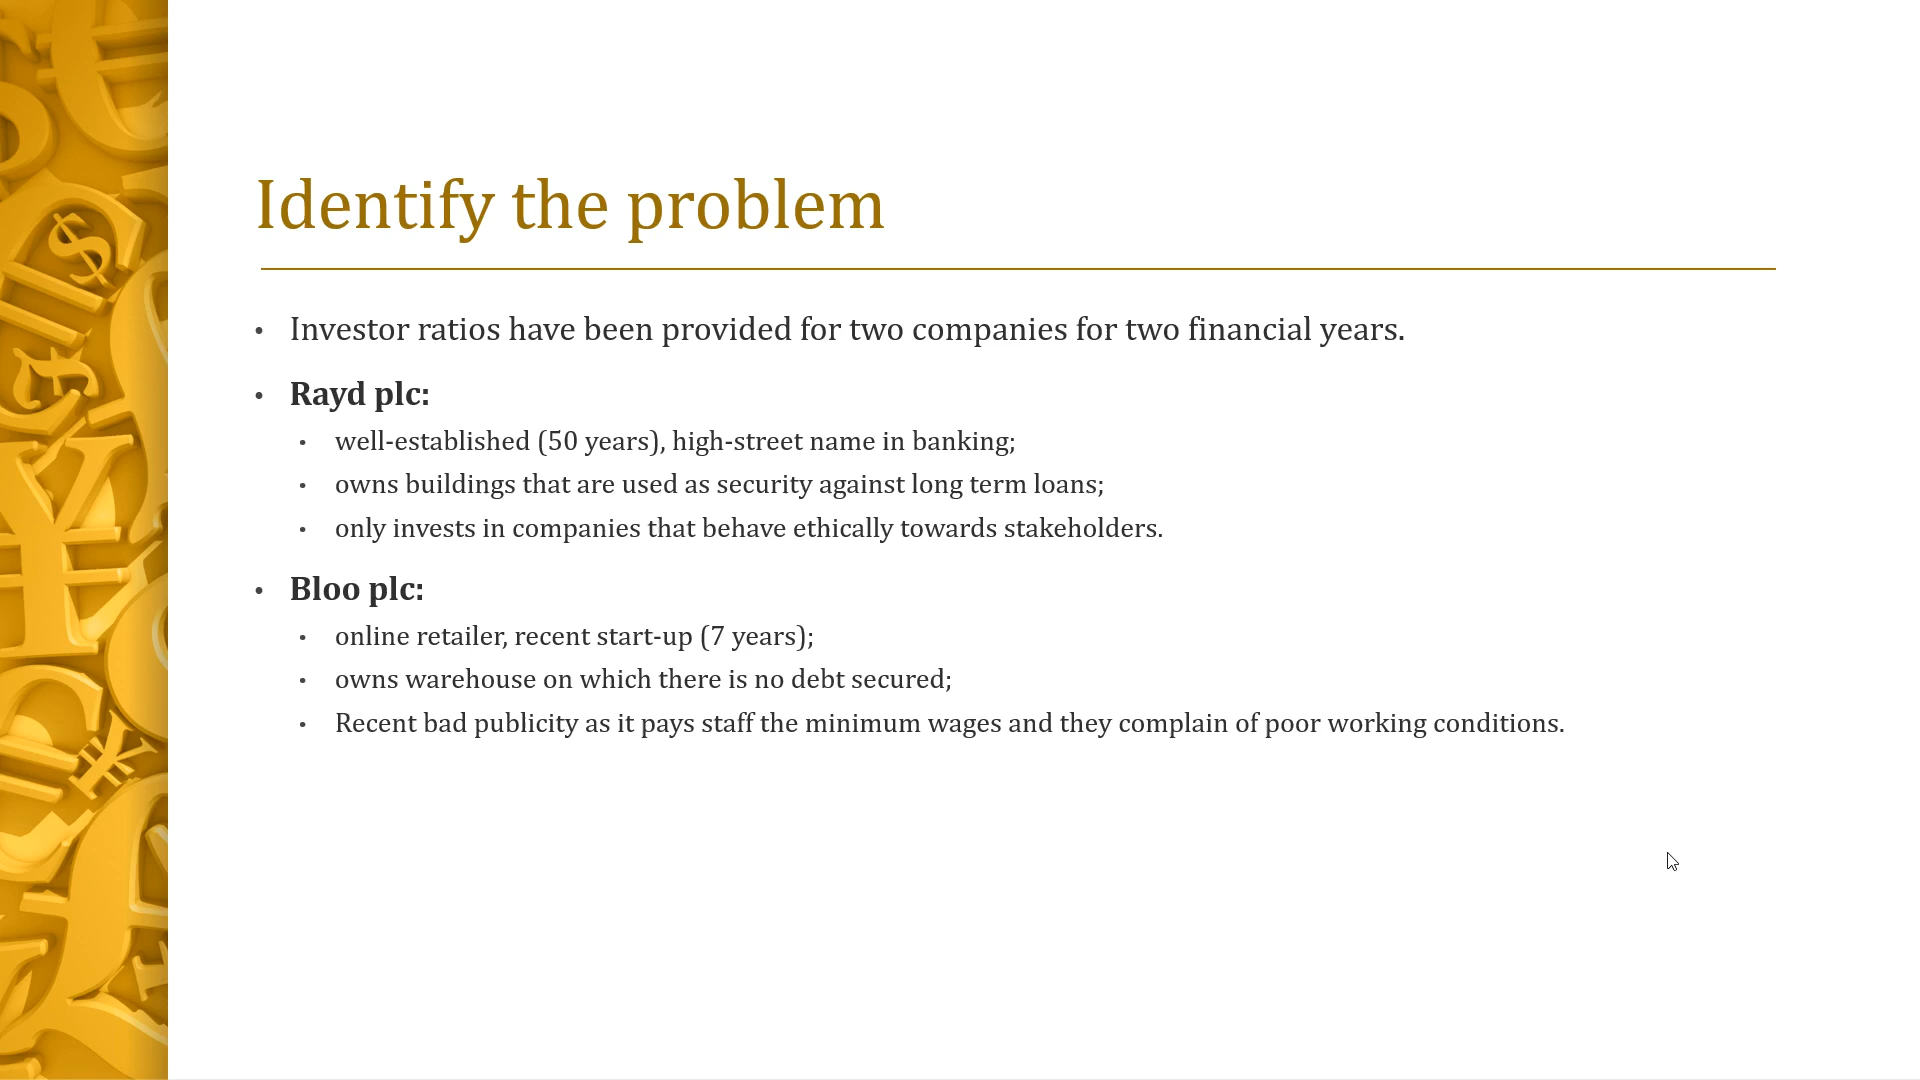 Identify the problem
• Investor ratios have been provided for two companies for two financial years.
• Rayd plc:
• well-established (50 years), high-street name in banking;
• owns buildings that are used as security against long term loans;
• only invests in companies that behave ethically towards stakeholders.
• Bloo plc:
• online retailer, recent start-up (7 years);
• owns warehouse on which there is no debt secured;
• Recent bad publicity as it pays staff the minimum wages and they complain of poor working conditions.